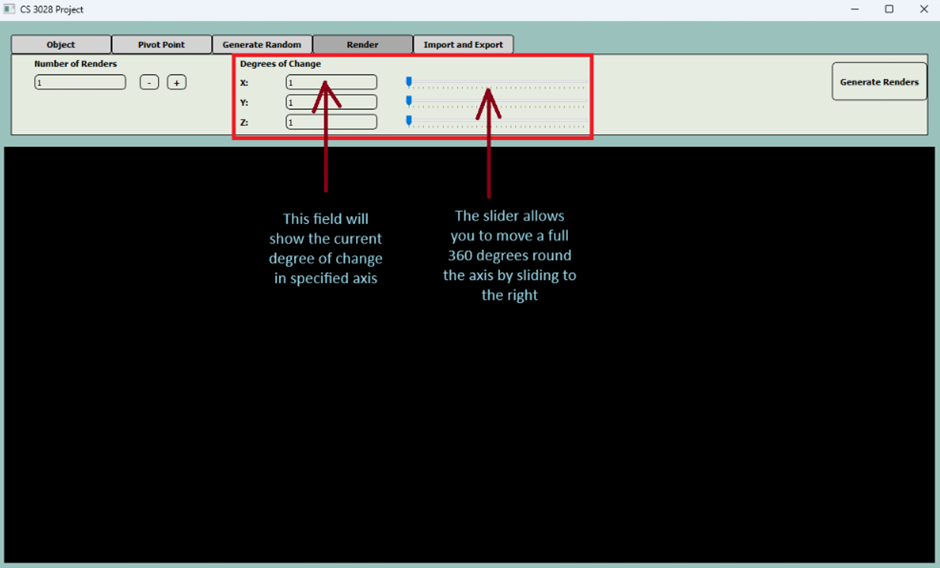 CS 3028 Project
Object Pivot Point Generate Random Render Import and Export
Number of Renders
1 - +
Degrees of Change
X: 1
Y: 1
Z: 1
Generate Renders
This field will
show the current
degree of change
in specified axis
The slider allows
you to move a full
360 degrees round
the axis by sliding to
the right